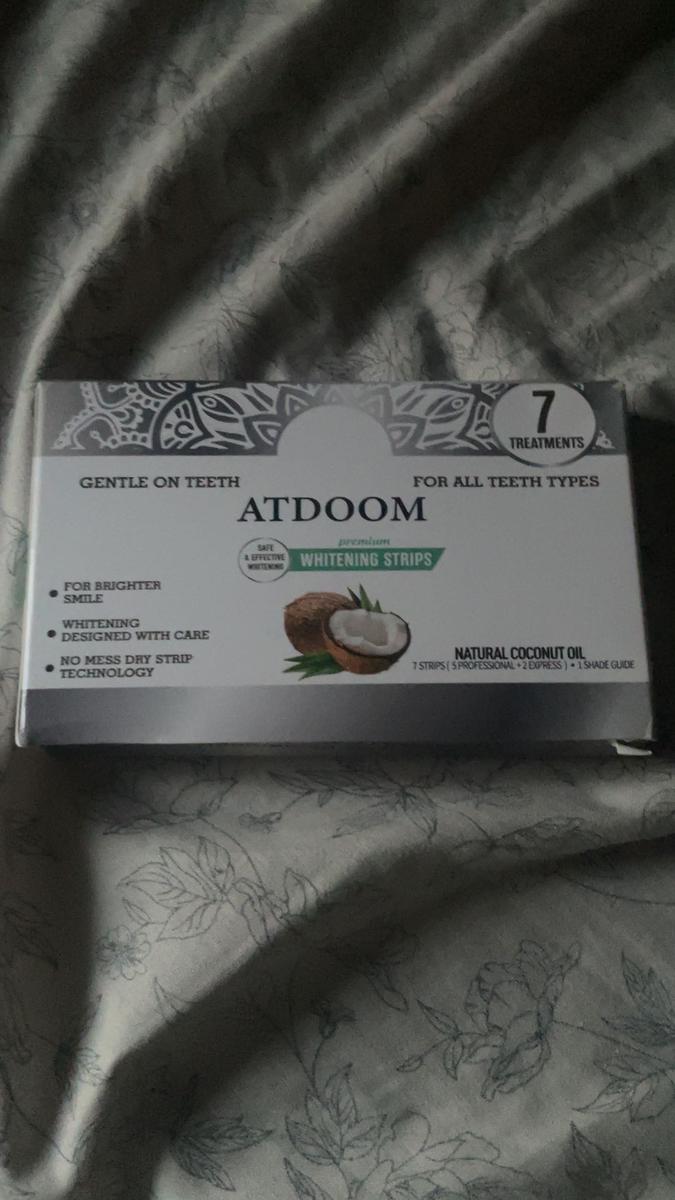 7
TREATMENTS
GENTLE ON TEETH
FOR ALL TEETH TYPES
ATDOOM
SAFE
& EFFECTIVE
WHITENING
premium
WHITENING STRIPS
• FOR BRIGHTER
SMILE
• WHITENING
DESIGNED WITH CARE
• NO MESS DRY STRIP
TECHNOLOGY
NATURAL COCONUT OIL
7 STRIPS ( 5 PROFESSIONAL + 2 EXPRESS ) • 1 SHADE GUIDE